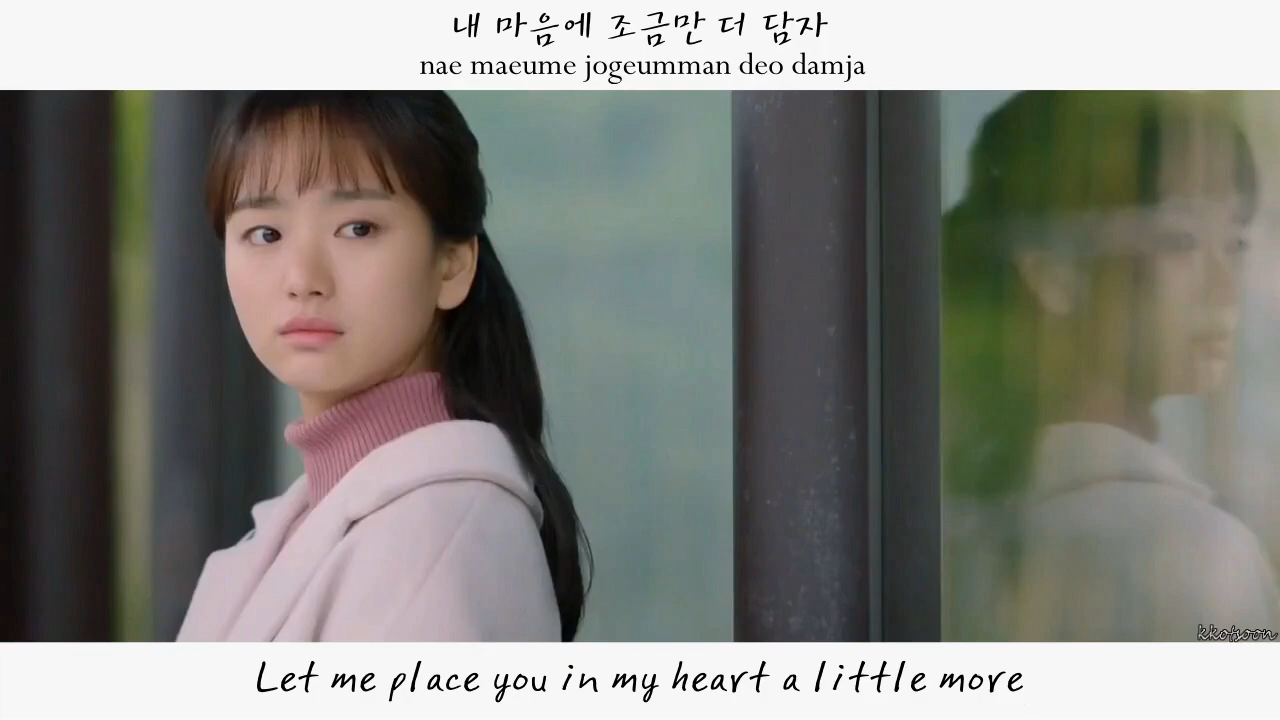 내 마음에 조금만 더 담자
nae maeume jogeumman deo damja
kkotsoon
Let me place you in my heart a little more